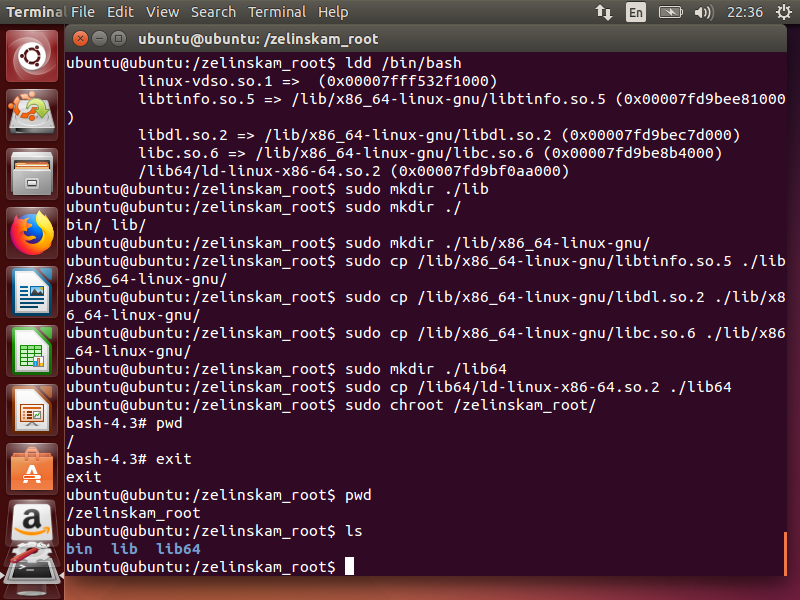 Terminal File Edit View Search Terminal Help En 22:36
ubuntu@ubuntu: /zelinskam_root
ubuntu@ubuntu:/zelinskam_root$ ldd /bin/bash
linux-vdso.so.1 => (0x00007fff532f1000)
libtinfo.so.5 => /lib/x86_64-linux-gnu/libtinfo.so.5 (0x00007fd9bee81000
)
libdl.so.2 => /lib/x86_64-linux-gnu/libdl.so.2 (0x00007fd9bec7d000)
libc.so.6 => /lib/x86_64-linux-gnu/libc.so.6 (0x00007fd9be8b4000)
/lib64/ld-linux-x86-64.so.2 (0x00007fd9bf0aa000)
ubuntu@ubuntu:/zelinskam_root$ sudo mkdir ./lib
ubuntu@ubuntu:/zelinskam_root$ sudo mkdir ./
bin/ lib/
ubuntu@ubuntu:/zelinskam_root$ sudo mkdir ./lib/x86_64-linux-gnu/
ubuntu@ubuntu:/zelinskam_root$ sudo cp /lib/x86_64-linux-gnu/libtinfo.so.5 ./lib
/x86_64-linux-gnu/
ubuntu@ubuntu:/zelinskam_root$ sudo cp /lib/x86_64-linux-gnu/libdl.so.2 ./lib/x8
6_64-linux-gnu/
ubuntu@ubuntu:/zelinskam_root$ sudo cp /lib/x86_64-linux-gnu/libc.so.6 ./lib/x86
_64-linux-gnu/
ubuntu@ubuntu:/zelinskam_root$ sudo mkdir ./lib64
ubuntu@ubuntu:/zelinskam_root$ sudo cp /lib64/ld-linux-x86-64.so.2 ./lib64
ubuntu@ubuntu:/zelinskam_root$ sudo chroot /zelinskam_root/
bash-4.3# pwd
/
bash-4.3# exit
exit
ubuntu@ubuntu:/zelinskam_root$ pwd
/zelinskam_root
ubuntu@ubuntu:/zelinskam_root$ ls
bin lib lib64
ubuntu@ubuntu:/zelinskam_root$